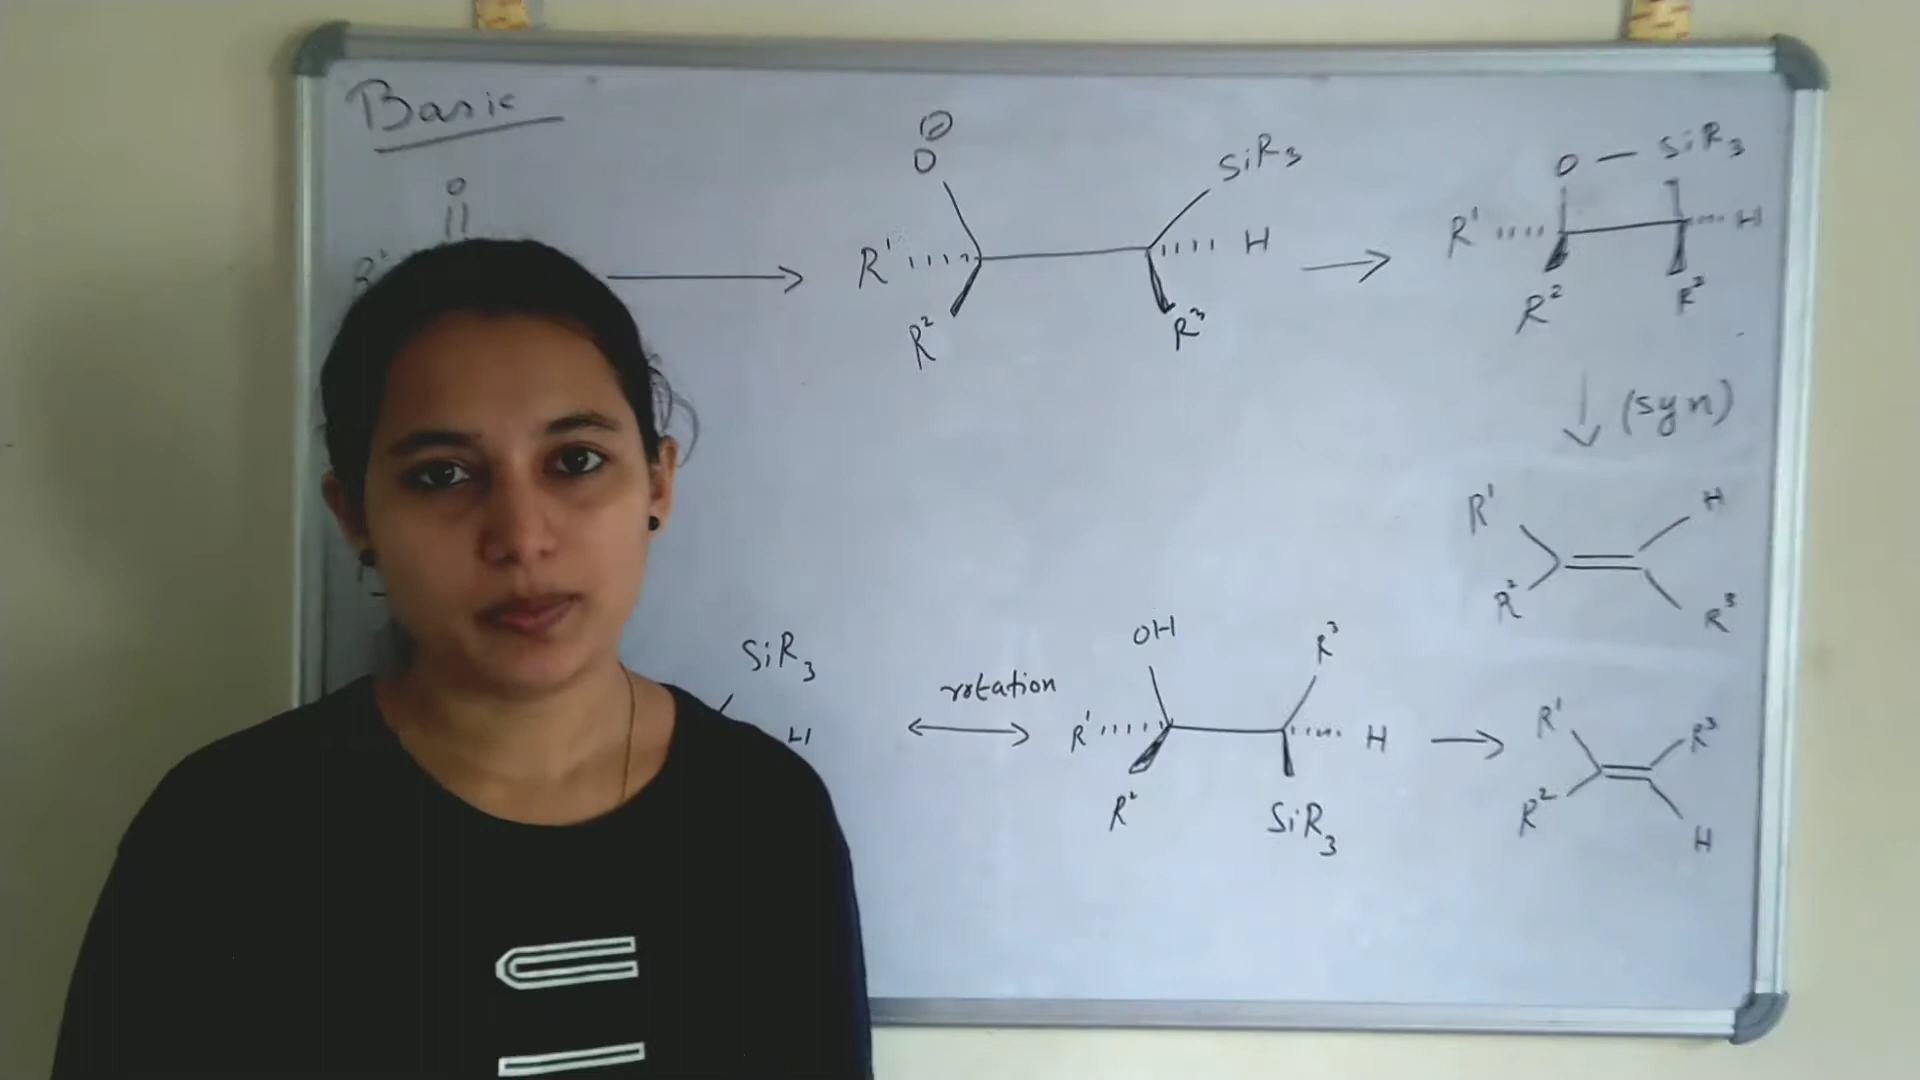 Basic
O
R¹
⊖
O
SiR₃
R¹ H
R² R³
O — SiR₃
R¹ H
R² R³
(syn)
R¹ H
R² R³
SiR₃
H
rotation
OH R³
R¹ H
R² SiR₃
R¹ R³
R² H